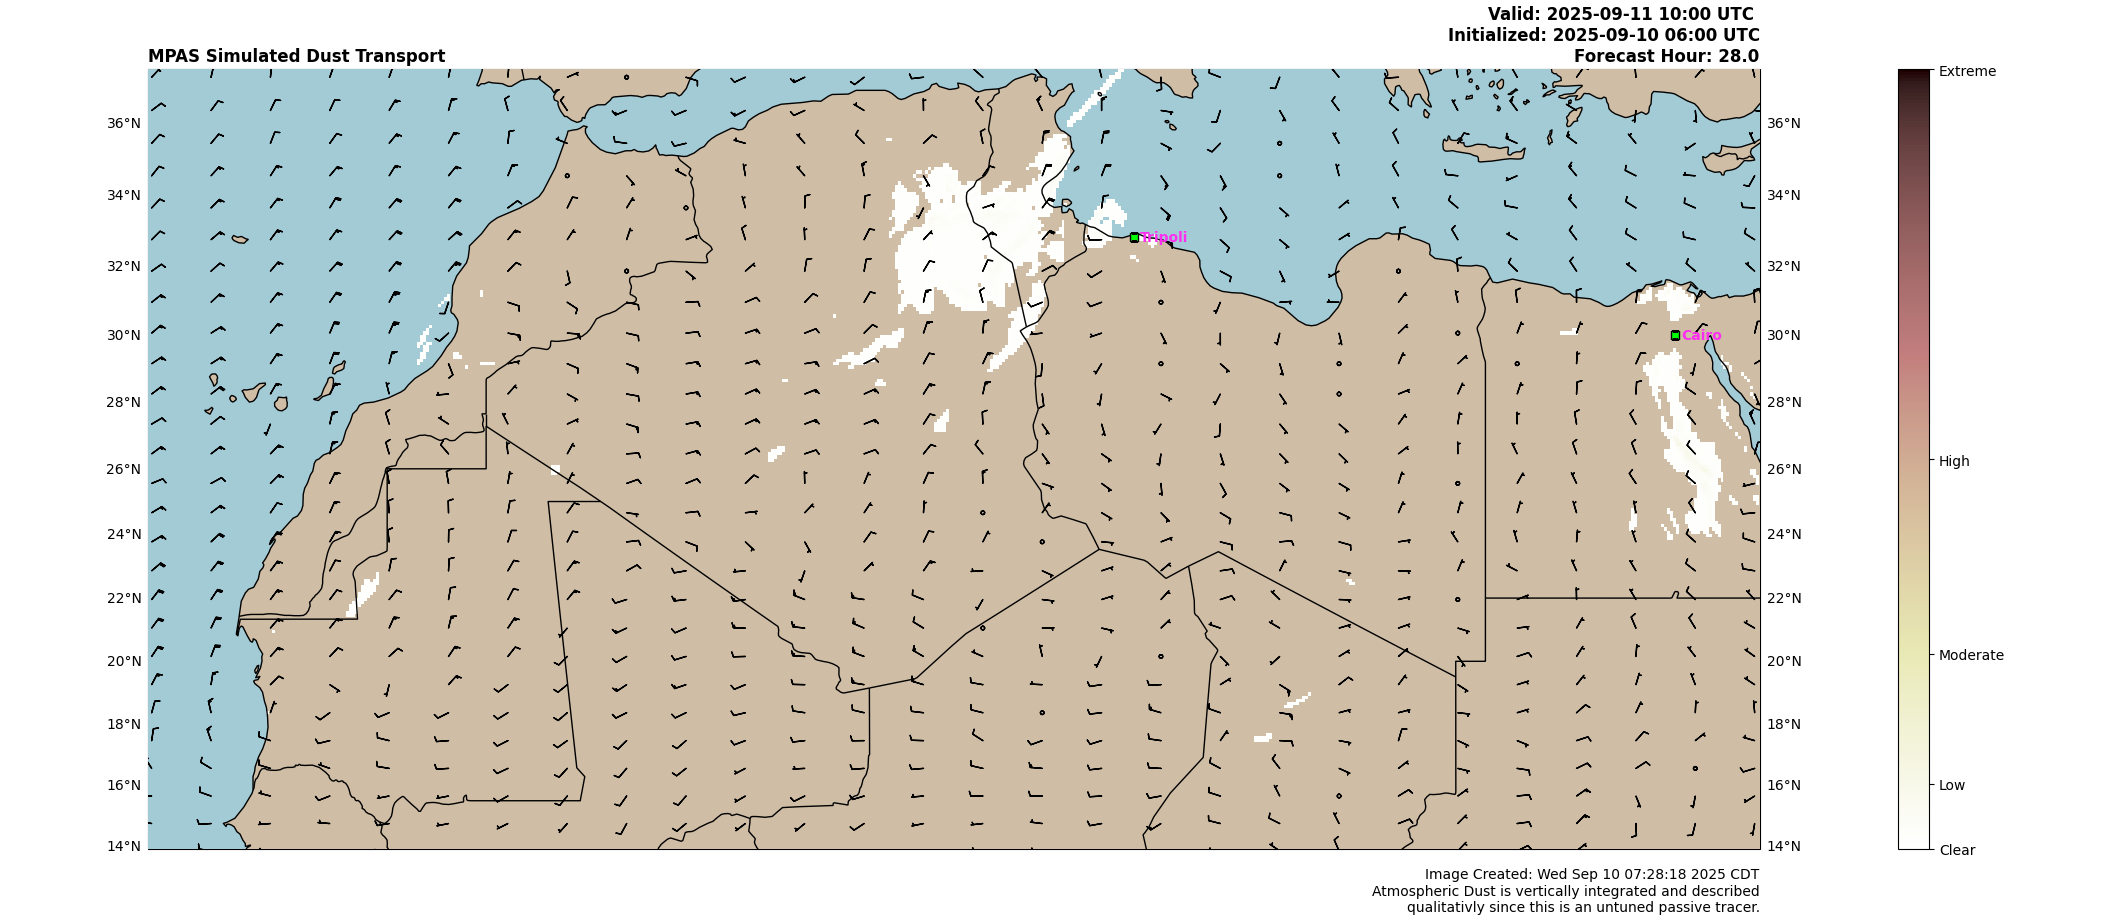 Valid: 2025-09-11 10:00 UTC
Initialized: 2025-09-10 06:00 UTC
MPAS Simulated Dust Transport
Forecast Hour: 28.0
Extreme
36°N
36°N
34°N
34°N
Tripoli
32°N
32°N
30°N
Cairo
30°N
28°N
28°N
26°N
26°N
High
24°N
24°N
22°N
22°N
20°N
20°N
Moderate
18°N
18°N
16°N
16°N
Low
14°N
14°N
Clear
Image Created: Wed Sep 10 07:28:18 2025 CDT
Atmospheric Dust is vertically integrated and described
qualitativly since this is an untuned passive tracer.